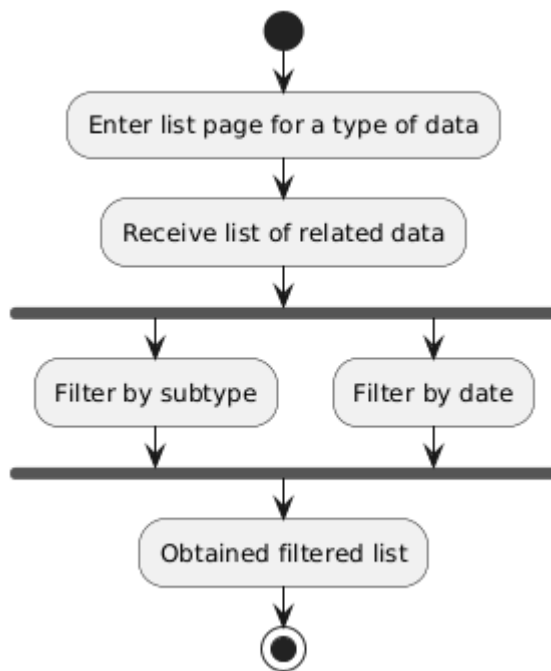 Enter list page for a type of data
Receive list of related data
Filter by subtype
Filter by date
Obtained filtered list